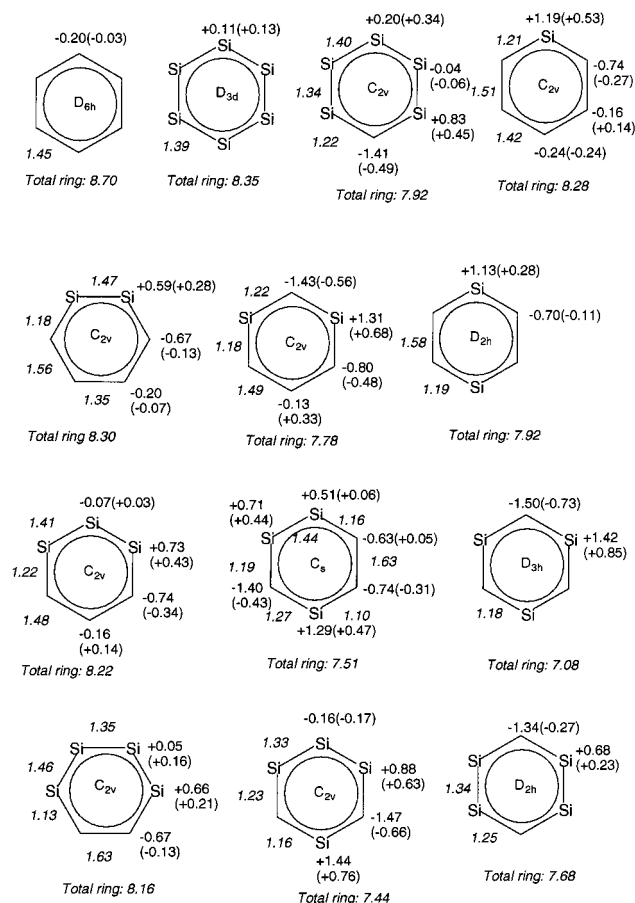 -0.20(-0.03)
D6h
1.45
Total ring: 8.70
+0.11(+0.13)
Si
Si Si
D3d
Si Si
1.39 Si
Total ring: 8.35
+0.20(+0.34)
1.40 Si
Si Si -0.04
(-0.06)
1.34 C2v
Si Si +0.83
(+0.45)
1.22
-1.41
(-0.49)
Total ring: 7.92
+1.19(+0.53)
1.21 Si
-0.74
(-0.27)
1.51 C2v
-0.16
(+0.14)
1.42
-0.24(-0.24)
Total ring: 8.28
1.47 +0.59(+0.28)
Si Si
1.18 C2v -0.67
(-0.13)
1.56
1.35 -0.20
(-0.07)
Total ring 8.30
1.22 -1.43(-0.56)
Si Si +1.31
(+0.68)
1.18 C2v
-0.80
(-0.48)
1.49
-0.13
(+0.33)
Total ring: 7.78
+1.13(+0.28)
Si
-0.70(-0.11)
1.58 D2h
1.19 Si
Total ring: 7.92
-0.07(+0.03)
1.41 Si
Si Si +0.73
(+0.43)
1.22 C2v
-0.74
(-0.34)
1.48
-0.16
(+0.14)
Total ring: 8.22
+0.51(+0.06)
+0.71
(+0.44)
Si 1.16
Si 1.44 -0.63(+0.05)
1.19 Cs 1.63
-1.40
(-0.43)
-0.74(-0.31)
1.27 Si 1.10
+1.29(+0.47)
Total ring: 7.51
-1.50(-0.73)
Si Si +1.42
(+0.85)
D3h
1.18 Si
Total ring: 7.08
1.35
Si Si +0.05
(+0.16)
1.46 C2v
Si Si +0.66
(+0.21)
1.13
-0.67
(-0.13)
1.63
Total ring: 8.16
-0.16(-0.17)
1.33 Si
Si Si +0.88
(+0.63)
1.23 C2v
-1.47
(-0.66)
1.16 Si
+1.44
(+0.76)
Total ring: 7.44
-1.34(-0.27)
Si Si +0.68
(+0.23)
1.34 D2h
Si Si
1.25
Total ring: 7.68